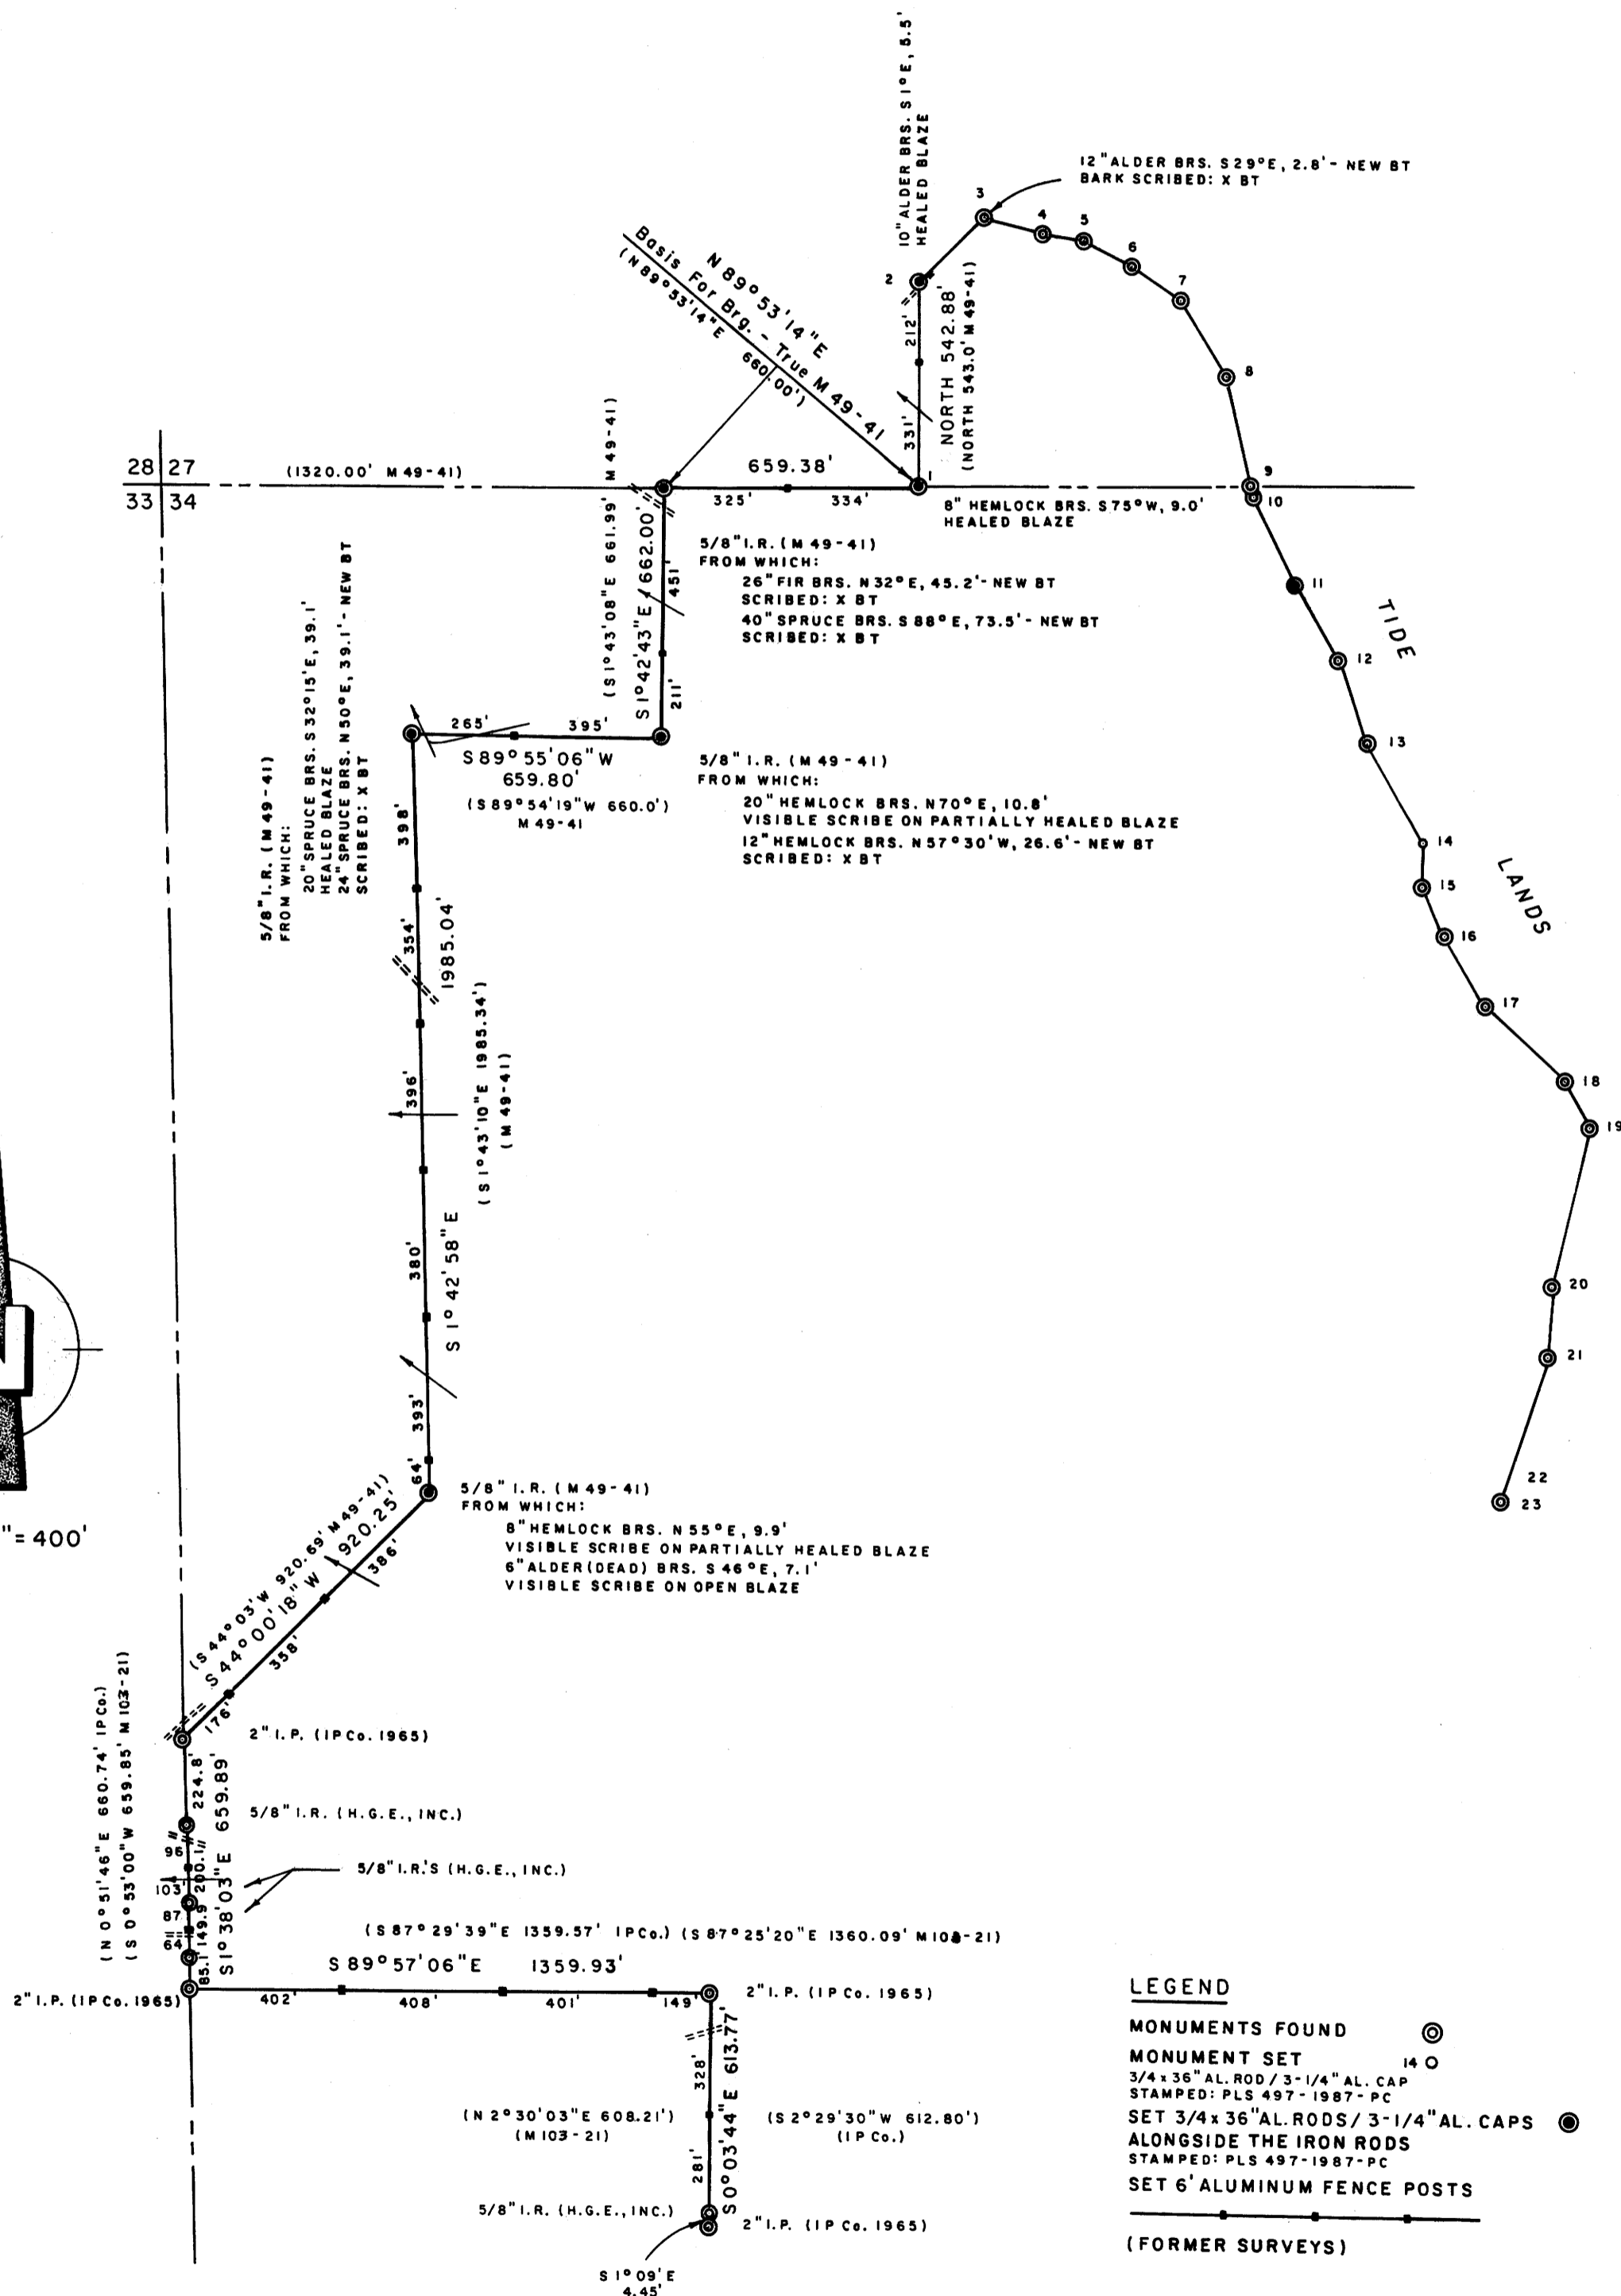 10" ALDER BRS. S 1° E, 5.5'
HEALED BLAZE
12" ALDER BRS. S 29° E, 2.8' - NEW BT
BARK SCRIBED: X BT
3
4
5
6
7
8
2
N 89° 53' 14" E
Basis For Brg. - True M 49-41
(N 89° 53' 14" E 660.00')
212'
331'
NORTH 542.88'
(NORTH 543.0' M 49-41)
28 27
33 34
(1320.00' M 49-41)
659.38'
325' 334'
1
9
10
8" HEMLOCK BRS. S 75° W, 9.0'
HEALED BLAZE
(S 1° 43' 08" E 661.99' M 49-41)
S 1° 42' 43" E 662.00'
451'
211'
5/8" I.R. (M 49-41)
FROM WHICH:
26" FIR BRS. N 32° E, 45.2' - NEW BT
SCRIBED: X BT
40" SPRUCE BRS. S 88° E, 73.5' - NEW BT
SCRIBED: X BT
11
TIDE
12
13
5/8" I.R. (M 49-41)
FROM WHICH:
20" SPRUCE BRS. S 32° 15' E, 39.1'
HEALED BLAZE
24" SPRUCE BRS. N 50° E, 39.1' - NEW BT
SCRIBED: X BT
265' 395'
S 89° 55' 06" W
659.80'
(S 89° 54' 19" W 660.0')
M 49-41
5/8" I.R. (M 49-41)
FROM WHICH:
20" HEMLOCK BRS. N 70° E, 10.8'
VISIBLE SCRIBE ON PARTIALLY HEALED BLAZE
12" HEMLOCK BRS. N 57° 30' W, 26.6' - NEW BT
SCRIBED: X BT
14
15
LANDS
16
17
18
19
20
21
22
23
398'
354'
1985.04'
396'
(S 1° 43' 10" E 1985.34')
(M 49-41)
380'
S 1° 42' 58" E
393'
64'
"= 400'
5/8" I.R. (M 49-41)
FROM WHICH:
8" HEMLOCK BRS. N 55° E, 9.9'
VISIBLE SCRIBE ON PARTIALLY HEALED BLAZE
6" ALDER (DEAD) BRS. S 46° E, 7.1'
VISIBLE SCRIBE ON OPEN BLAZE
(S 44° 03' W 920.69' M 49-41)
S 44° 00' 18" W 920.25'
386'
358'
176'
2" I.P. (IP Co. 1965)
(N 0° 51' 46" E 660.74' IP Co.)
(S 0° 53' 00" W 659.85' M 103-21)
224.8'
5/8" I.R. (H.G.E., INC.)
96'
200.1'
103'
87'
149.9'
64'
85.1'
S 1° 38' 03" E 659.89'
5/8" I.R.'S (H.G.E., INC.)
(S 87° 29' 39" E 1359.57' IP Co.) (S 87° 25' 20" E 1360.09' M 103-21)
S 89° 57' 06" E 1359.93'
2" I.P. (IP Co. 1965)
402' 408' 401' 149'
2" I.P. (IP Co. 1965)
328'
281'
S 0° 03' 44" E 613.77'
(N 2° 30' 03" E 608.21')
(M 103-21)
(S 2° 29' 30" W 612.80')
(IP Co.)
5/8" I.R. (H.G.E., INC.)
2" I.P. (IP Co. 1965)
S 1° 09' E
4.45'
LEGEND
MONUMENTS FOUND
MONUMENT SET 14
3/4 x 36" AL. ROD / 3-1/4" AL. CAP
STAMPED: PLS 497-1987-PC
SET 3/4 x 36" AL. RODS / 3-1/4" AL. CAPS
ALONGSIDE THE IRON RODS
STAMPED: PLS 497-1987-PC
SET 6' ALUMINUM FENCE POSTS
(FORMER SURVEYS)